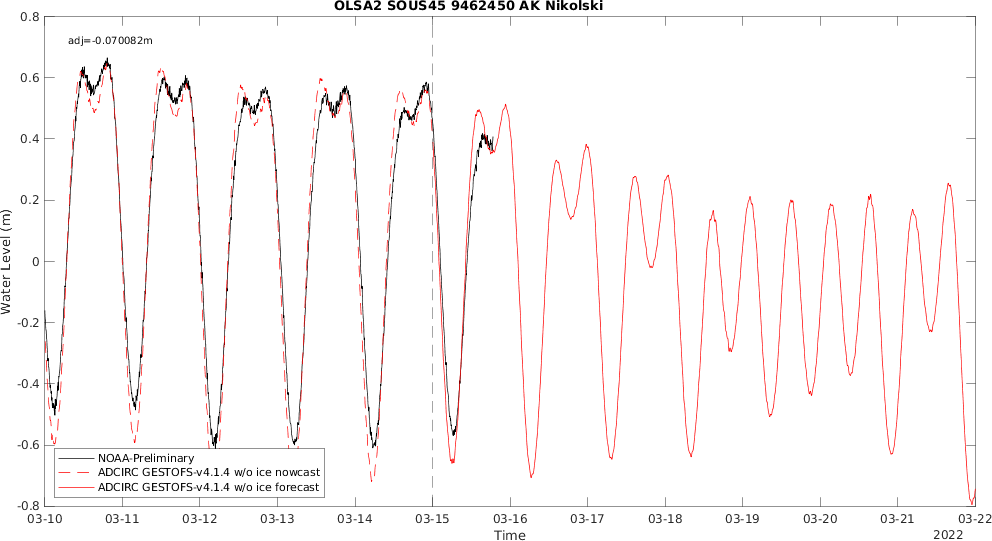 OLSA2 SOUS45 9462450 AK Nikolski
adj=-0.070082m
0.8
0.6
0.4
0.2
0
-0.2
-0.4
-0.6
-0.8
Water Level (m)
NOAA-Preliminary
ADCIRC GESTOFS-v4.1.4 w/o ice nowcast
ADCIRC GESTOFS-v4.1.4 w/o ice forecast
03-10 03-11 03-12 03-13 03-14 03-15 03-16 03-17 03-18 03-19 03-20 03-21 03-22
Time
2022